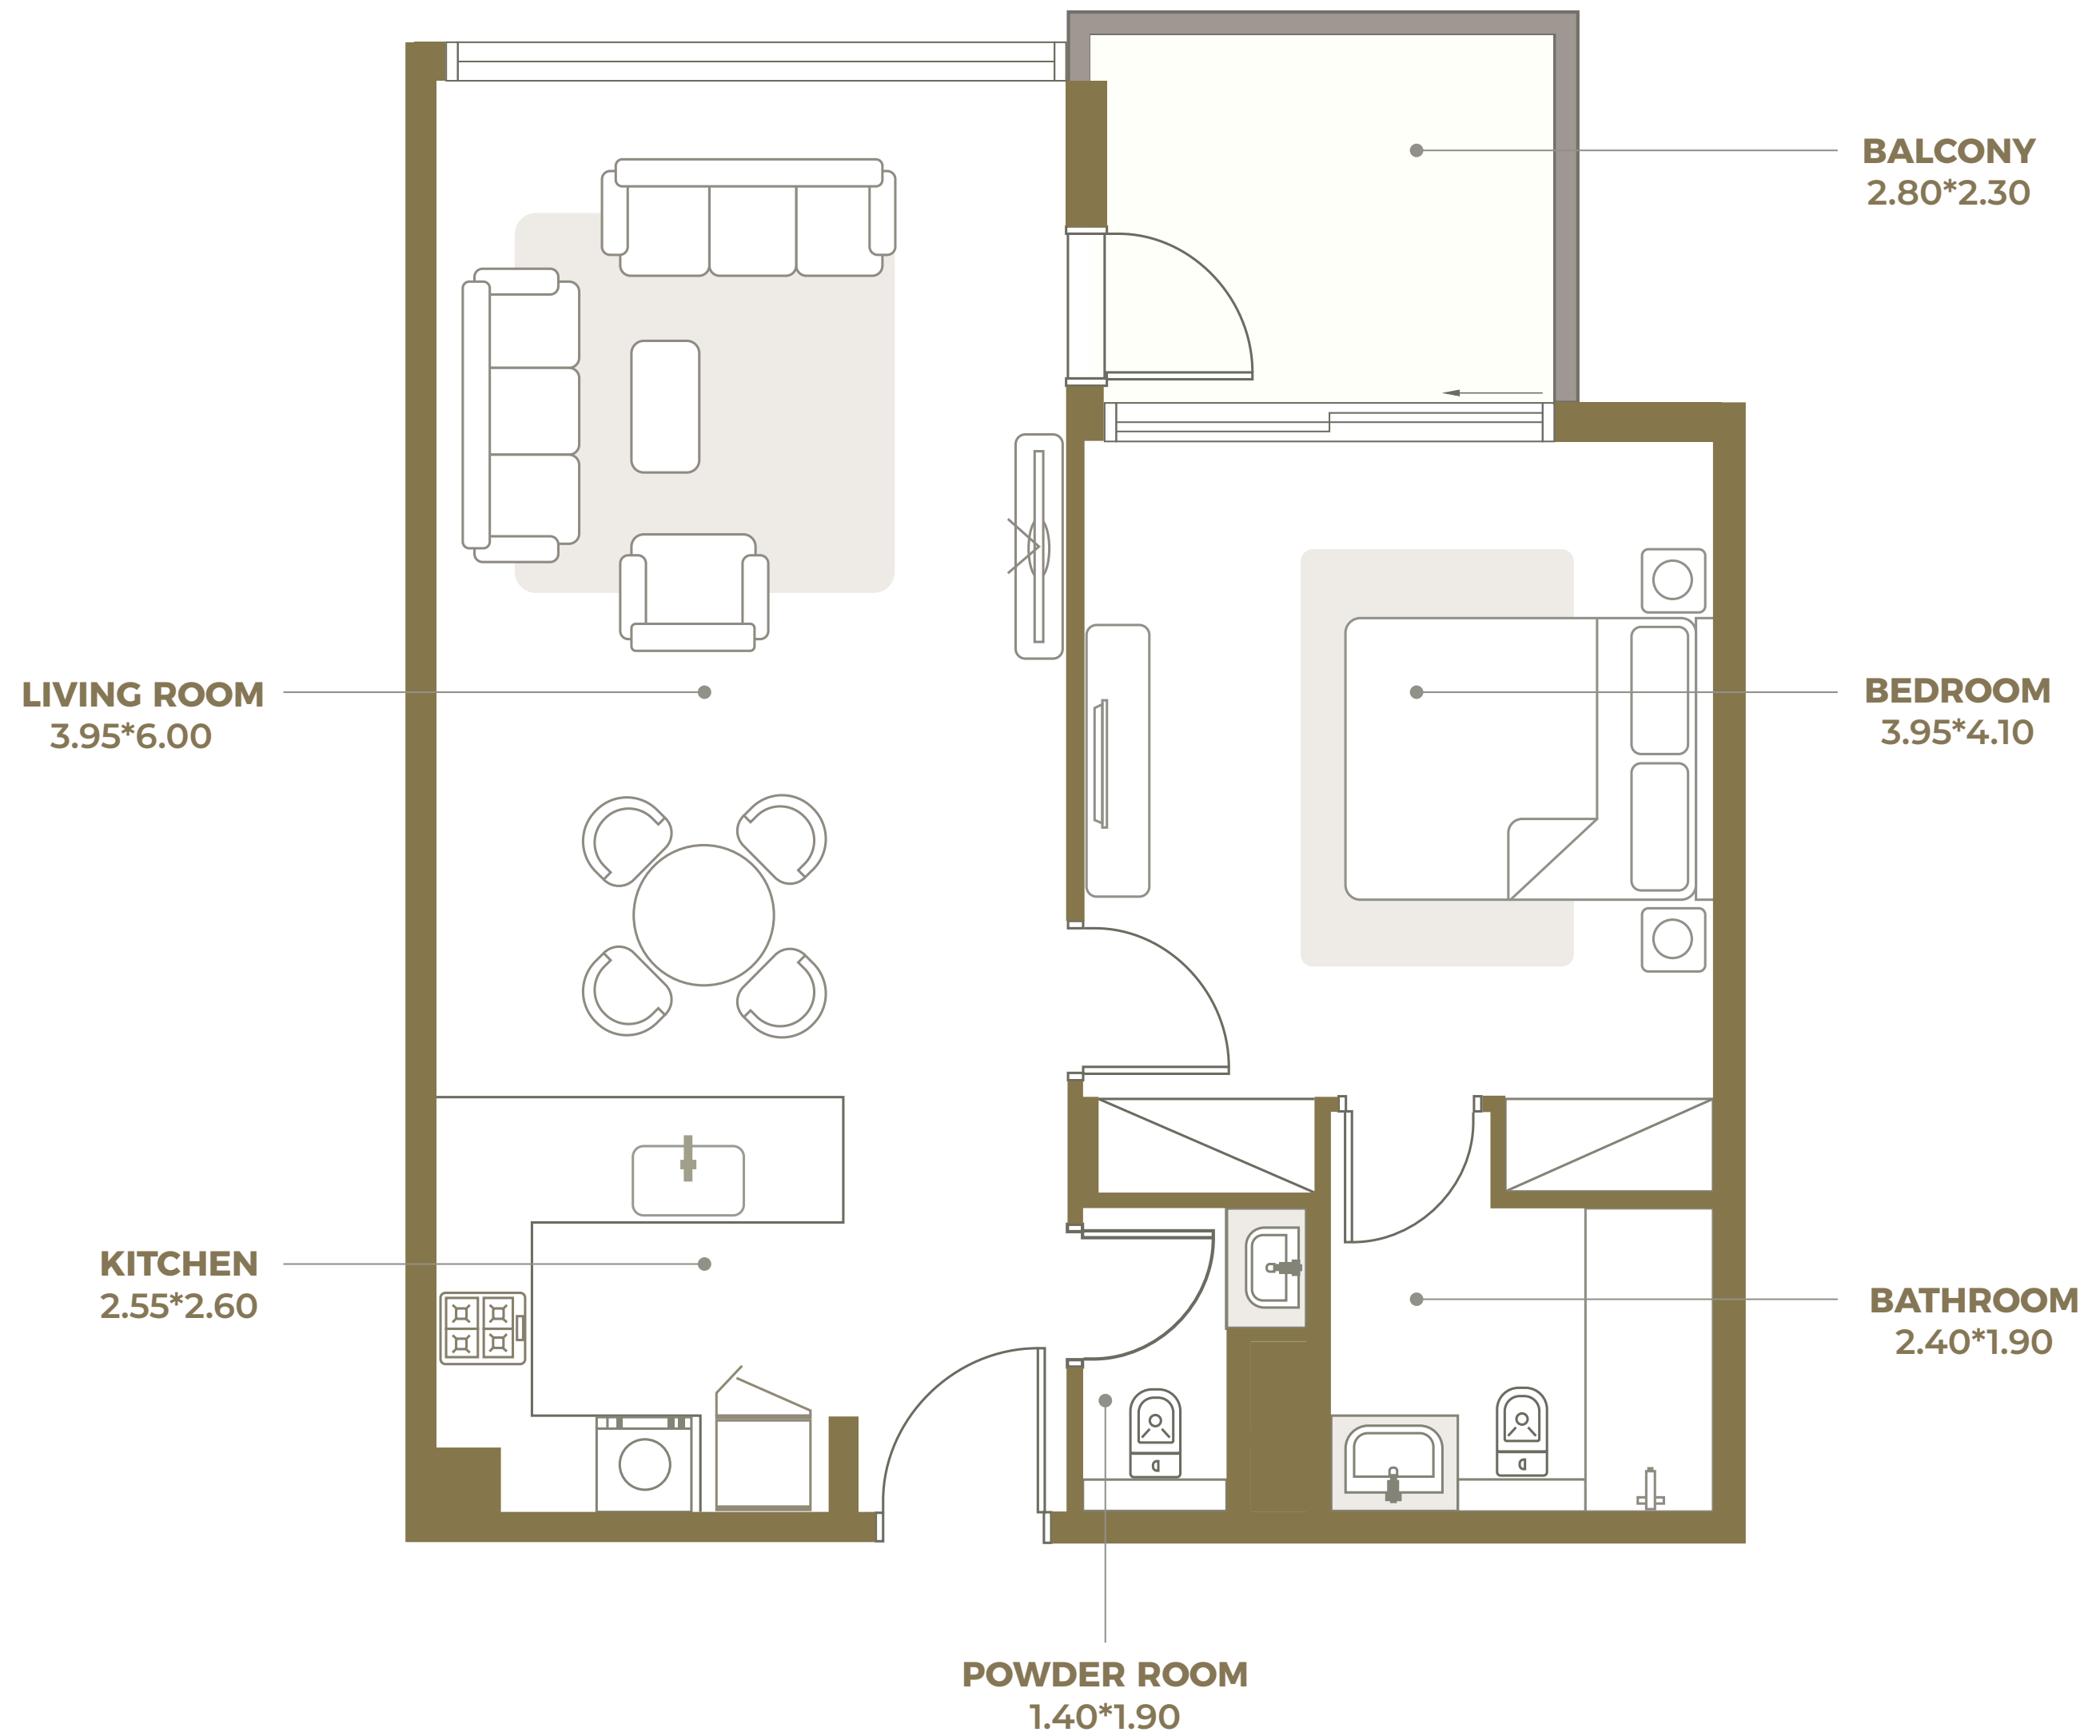 BALCONY
2.80*2.30
LIVING ROOM
3.95*6.00
BEDROOM
3.95*4.10
KITCHEN
2.55*2.60
BATHROOM
2.40*1.90
POWDER ROOM
1.40*1.90